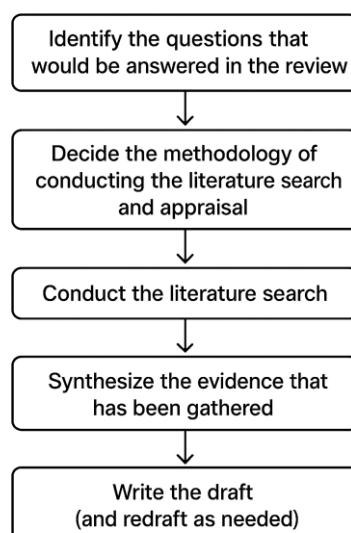 Identify the questions that
would be answered in the review
Decide the methodology of
conducting the literature search
and appraisal
Conduct the literature search
Synthesize the evidence that
has been gathered
Write the draft
(and redraft as needed)